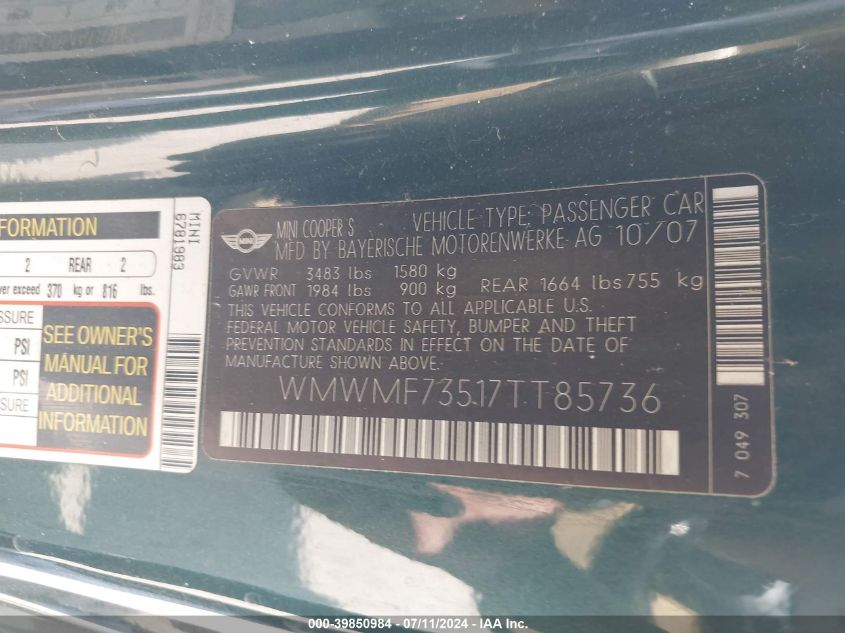 FORMATION
2 REAR 2
ver exceed 370 kg or 816 lbs.
SSURE
PSI
PSI
SSURE
SEE OWNER'S
MANUAL FOR
ADDITIONAL
INFORMATION
MINI
6781983
MINI
MINI COOPER S VEHICLE TYPE: PASSENGER CAR
MFD BY BAYERISCHE MOTORENWERKE AG 10/07
GVWR 3483 lbs 1580 kg
GAWR FRONT 1984 lbs 900 kg REAR 1664 lbs 755 kg
THIS VEHICLE CONFORMS TO ALL APPLICABLE U.S.
FEDERAL MOTOR VEHICLE SAFETY, BUMPER AND THEFT
PREVENTION STANDARDS IN EFFECT ON THE DATE OF
MANUFACTURE SHOWN ABOVE.
WMWMF73517TT85736
7 049 307
000-39850984 - 07/11/2024 - IAAI.com